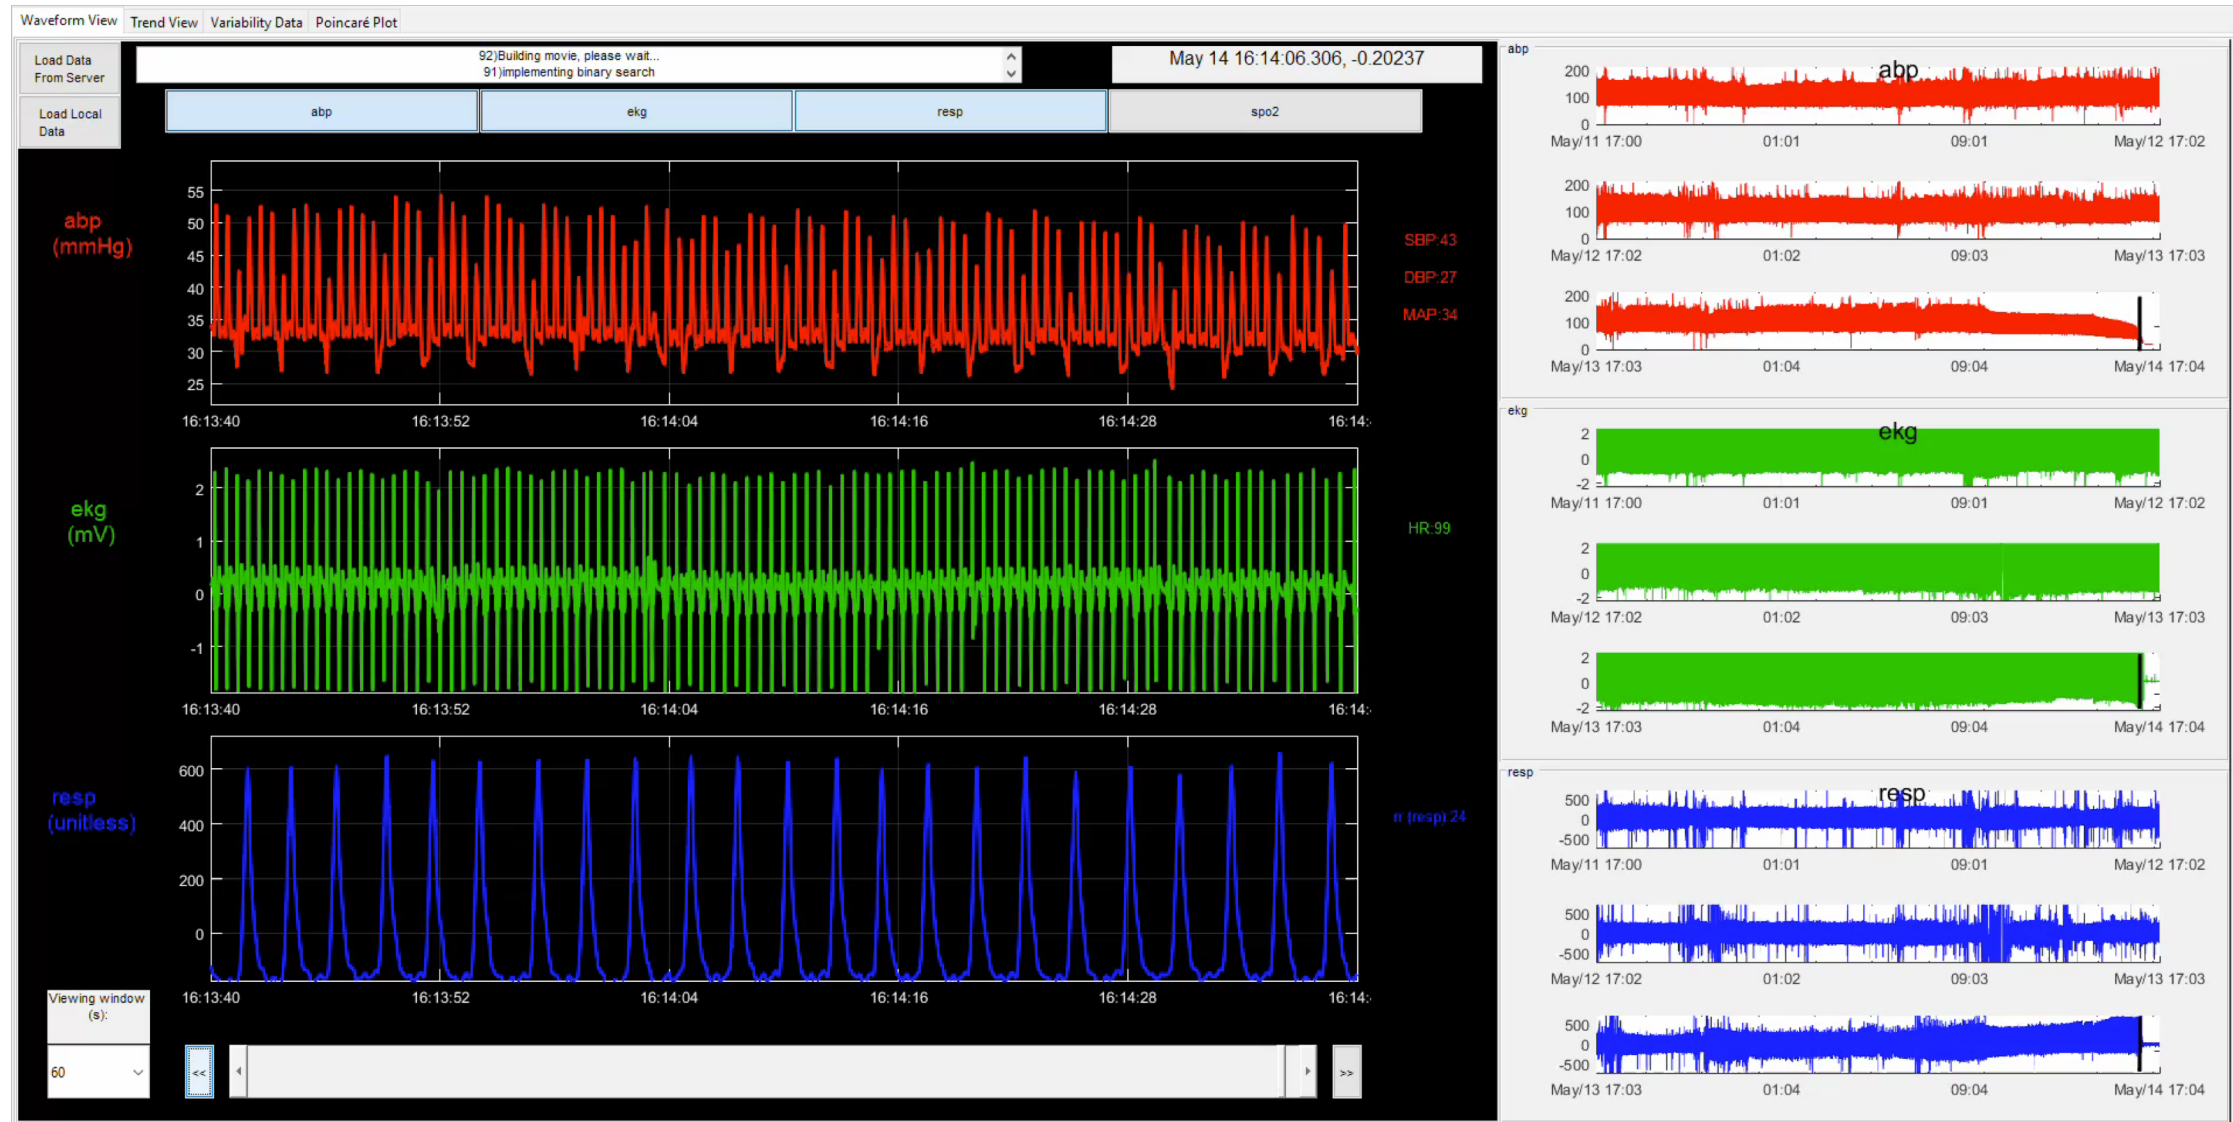 Waveform View Trend View Variability Data Poincaré Plot
Load Data
From Server
Load Local
Data
92)Building movie, please wait...
91)implementing binary search
May 14 16:14:06.306, -0.20237
abp ekg resp spo2
abp
(mmHg)
55
50
45
40
35
30
25
16:13:40 16:13:52 16:14:04 16:14:16 16:14:28 16:14:
SBP:43
DBP:27
MAP:34
ekg
(mV)
2
1
0
-1
16:13:40 16:13:52 16:14:04 16:14:16 16:14:28 16:14:
HR:99
resp
(unitless)
600
400
200
0
16:13:40 16:13:52 16:14:04 16:14:16 16:14:28 16:14:
rr (resp):24
Viewing window
(s):
60
<< >>
abp
abp
200
100
0
May/11 17:00 01:01 09:01 May/12 17:02
200
100
0
May/12 17:02 01:02 09:03 May/13 17:03
200
100
0
May/13 17:03 01:04 09:04 May/14 17:04
ekg
ekg
2
0
-2
May/11 17:00 01:01 09:01 May/12 17:02
2
0
-2
May/12 17:02 01:02 09:03 May/13 17:03
2
0
-2
May/13 17:03 01:04 09:04 May/14 17:04
resp
resp
500
0
-500
May/11 17:00 01:01 09:01 May/12 17:02
500
0
-500
May/12 17:02 01:02 09:03 May/13 17:03
500
0
-500
May/13 17:03 01:04 09:04 May/14 17:04